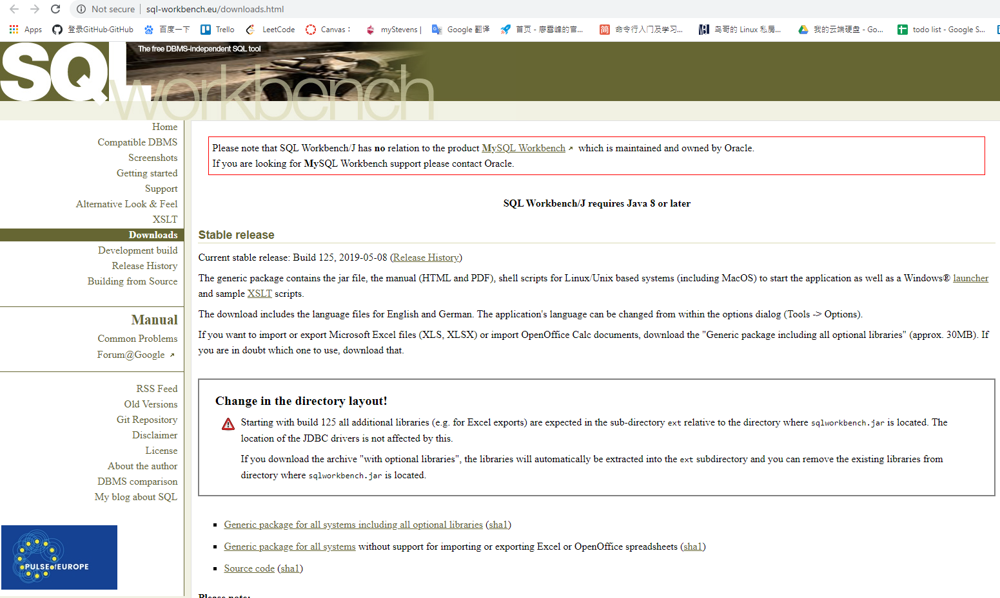 Not secure | sql-workbench.eu/downloads.html
Apps 登录GitHub·GitHub 百度一下 Trello LeetCode Canvas : myStevens | Google 翻译 首页 - 廖雪峰的官... 命令行入门及学习... 鸟哥的 Linux 私房... 我的云端硬盘 - Go... todo list - Google S...
The free DBMS-independent SQL tool
SQL
workbench
Home
Compatible DBMS
Screenshots
Getting started
Support
Alternative Look & Feel
XSLT
Downloads
Development build
Release History
Building from Source
Manual
Common Problems
Forum@Google
RSS Feed
Old Versions
Git Repository
Disclaimer
License
About the author
DBMS comparison
My blog about SQL
PULSE of EUROPE
Please note that SQL Workbench/J has no relation to the product MySQL Workbench which is maintained and owned by Oracle.
If you are looking for MySQL Workbench support please contact Oracle.
SQL Workbench/J requires Java 8 or later
Stable release
Current stable release: Build 125, 2019-05-08 (Release History)
The generic package contains the jar file, the manual (HTML and PDF), shell scripts for Linux/Unix based systems (including MacOS) to start the application as well as a Windows® launcher
and sample XSLT scripts.
The download includes the language files for English and German. The application's language can be changed from within the options dialog (Tools -> Options).
If you want to import or export Microsoft Excel files (XLS, XLSX) or import OpenOffice Calc documents, download the "Generic package including all optional libraries" (approx. 30MB). If
you are in doubt which one to use, download that.
Change in the directory layout!
Starting with build 125 all additional libraries (e.g. for Excel exports) are expected in the sub-directory ext relative to the directory where sqlworkbench.jar is located. The
location of the JDBC drivers is not affected by this.
If you download the archive "with optional libraries", the libraries will automatically be extracted into the ext subdirectory and you can remove the existing libraries from
directory where sqlworkbench.jar is located.
Generic package for all systems including all optional libraries (sha1)
Generic package for all systems without support for importing or exporting Excel or OpenOffice spreadsheets (sha1)
Source code (sha1)
Please note: